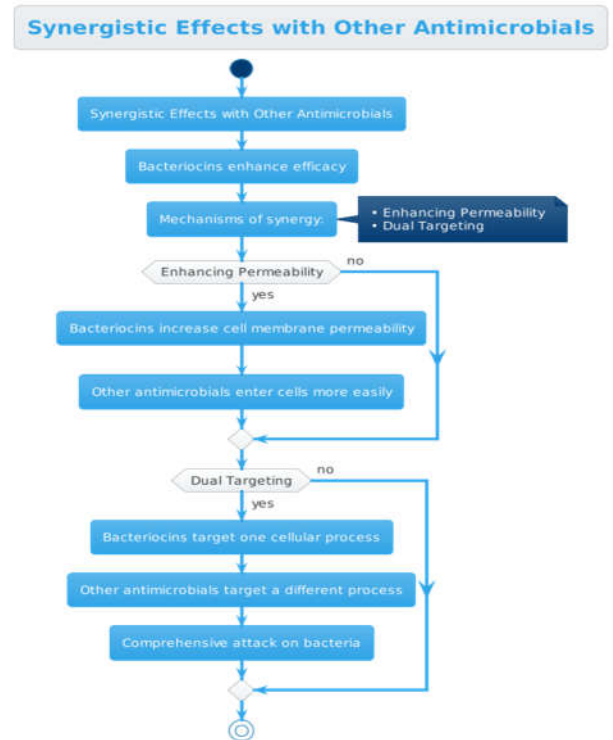 Synergistic Effects with Other Antimicrobials
Synergistic Effects with Other Antimicrobials
Bacteriocins enhance efficacy
Mechanisms of synergy:
• Enhancing Permeability
• Dual Targeting
Enhancing Permeability
no
yes
Bacteriocins increase cell membrane permeability
Other antimicrobials enter cells more easily
Dual Targeting
no
yes
Bacteriocins target one cellular process
Other antimicrobials target a different process
Comprehensive attack on bacteria